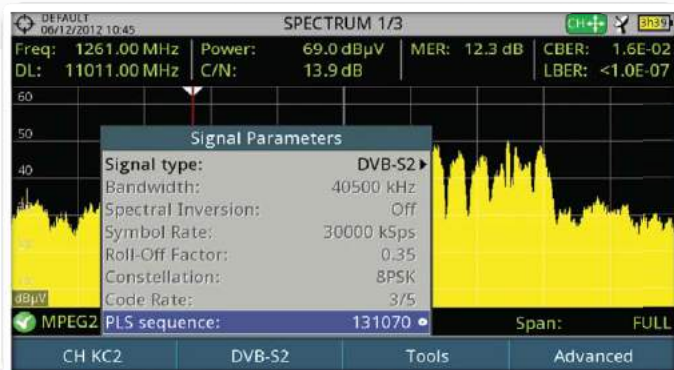 DEFAULT
06/12/2012 10:45
SPECTRUM 1/3
CH
3h39
Freq: 1261.00 MHz Power: 69.0 dBµV MER: 12.3 dB CBER: 1.6E-02
DL: 11011.00 MHz C/N: 13.9 dB LBER: <1.0E-07
60
50
40
dBµV
Signal Parameters
Signal type: DVB-S2
Bandwidth: 40500 kHz
Spectral Inversion: Off
Symbol Rate: 30000 kSps
Roll-Off Factor: 0.35
Constellation: 8PSK
Code Rate: 3/5
PLS sequence: 131070
MPEG2 Span: FULL
CH KC2 DVB-S2 Tools Advanced